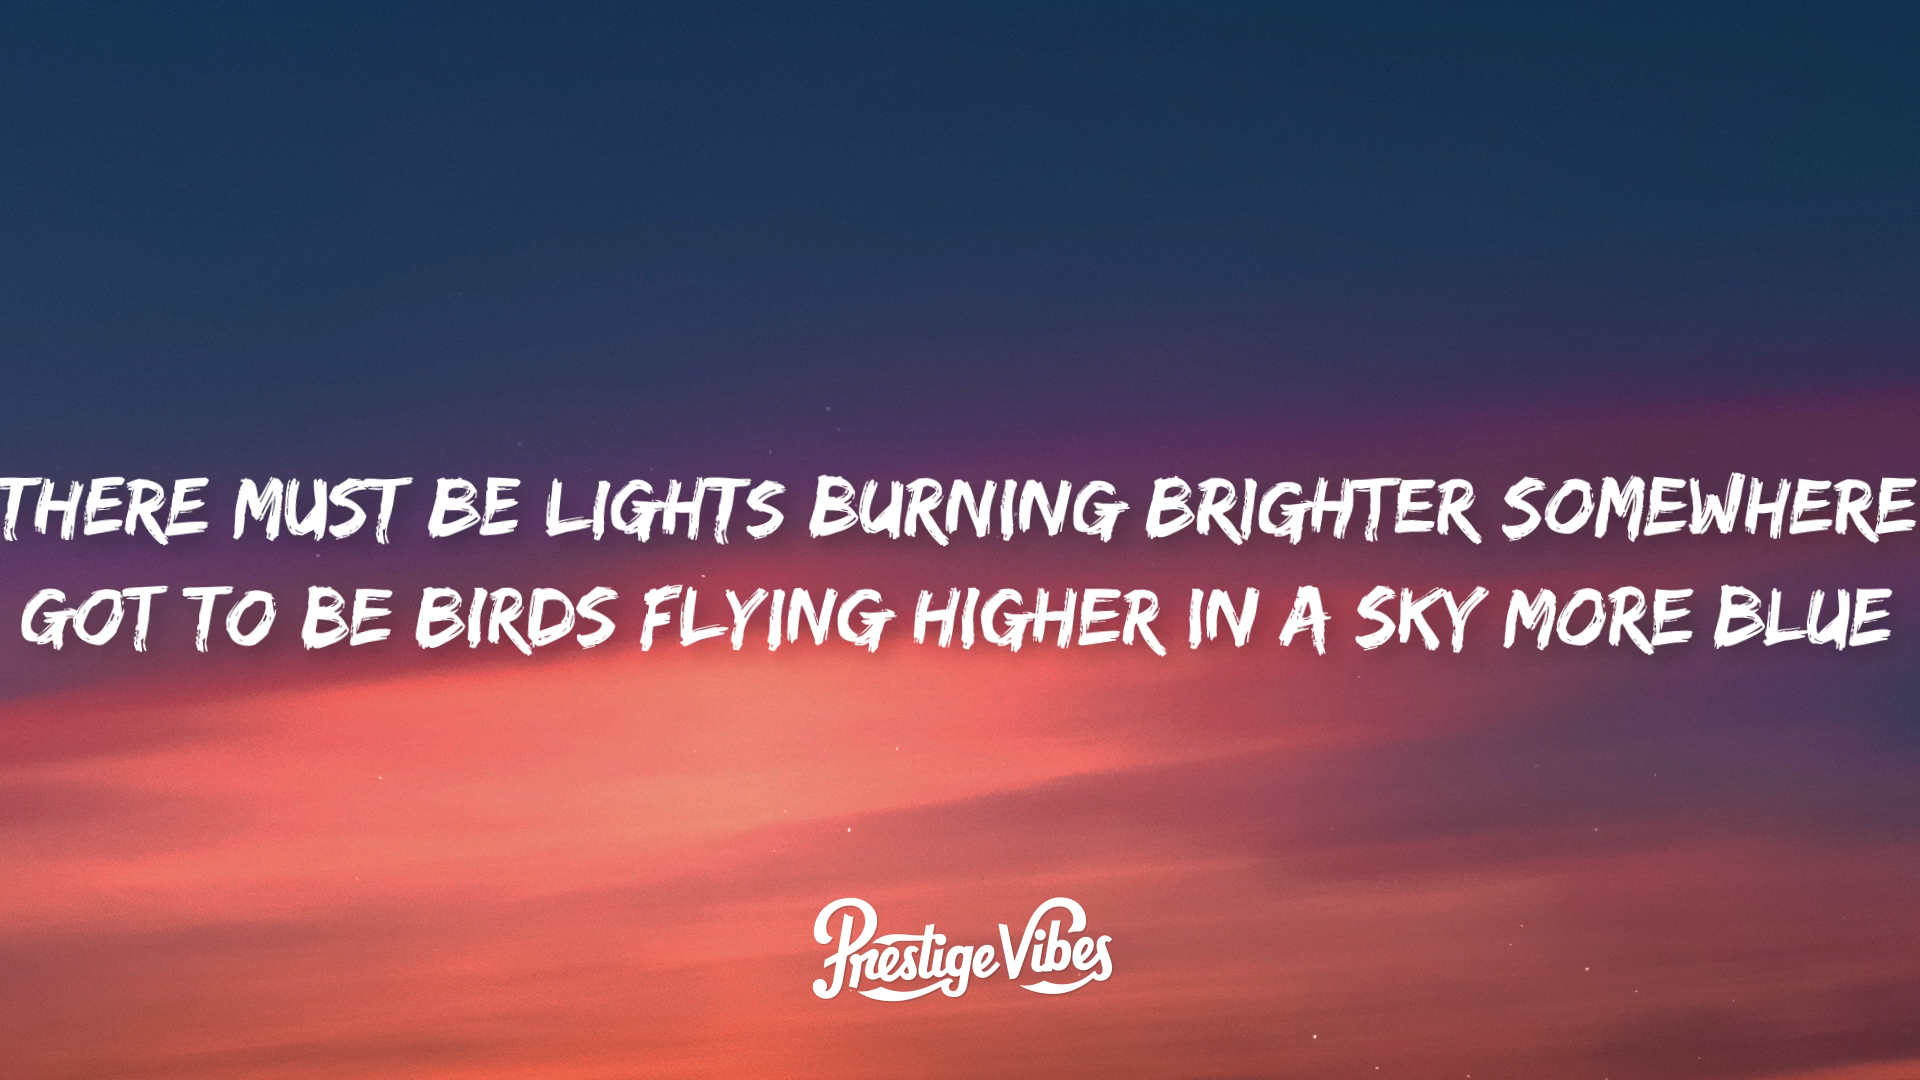 THERE MUST BE LIGHTS BURNING BRIGHTER SOMEWHERE
GOT TO BE BIRDS FLYING HIGHER IN A SKY MORE BLUE
Prestige Vibes